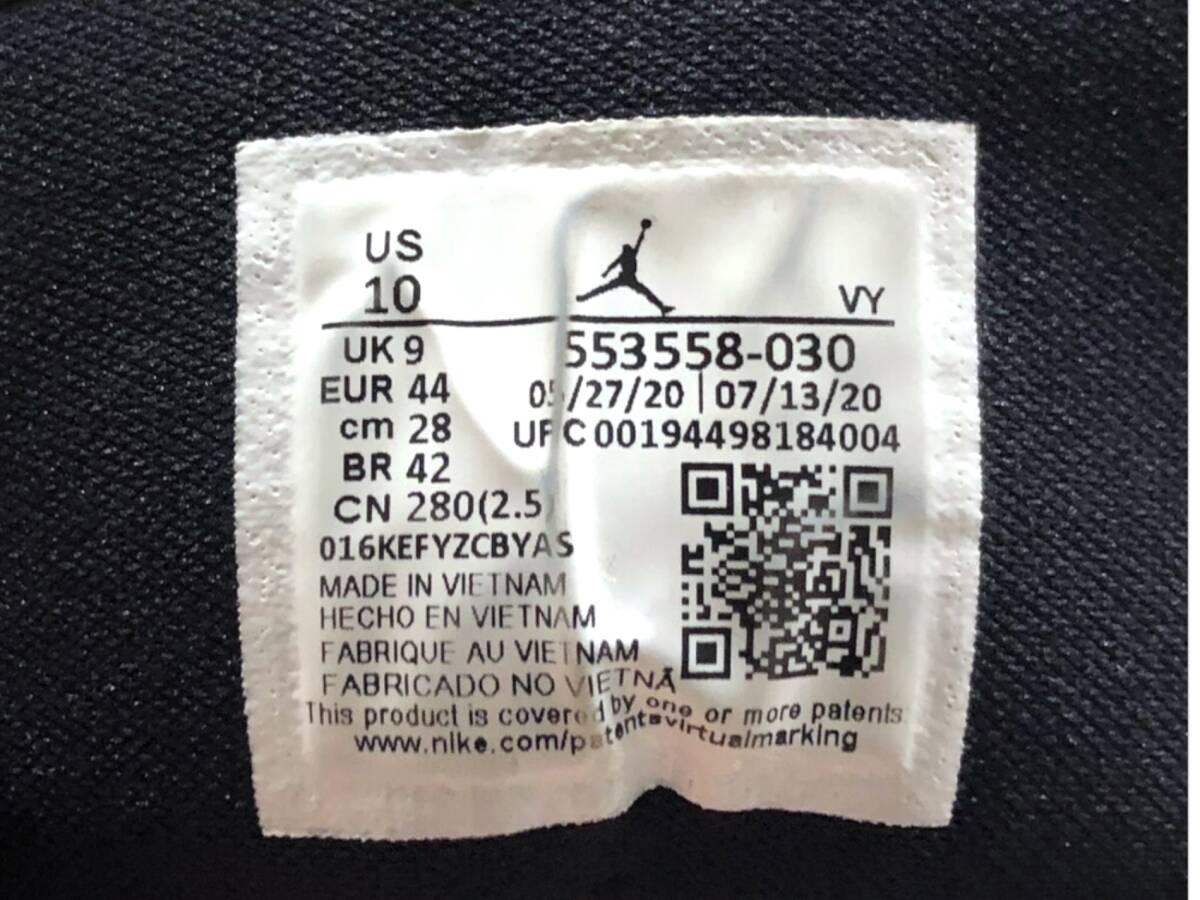 US
10
VY
UK 9
553558-030
EUR 44
05/27/20 | 07/13/20
cm 28
UPC 00194498184004
BR 42
CN 280(2.5)
016KEFYZCBYAS
MADE IN VIETNAM
HECHO EN VIETNAM
FABRIQUE AU VIETNAM
FABRICADO NO VIETNÃ
This product is covered by one or more patents
www.nike.com/patentsvirtualmarking